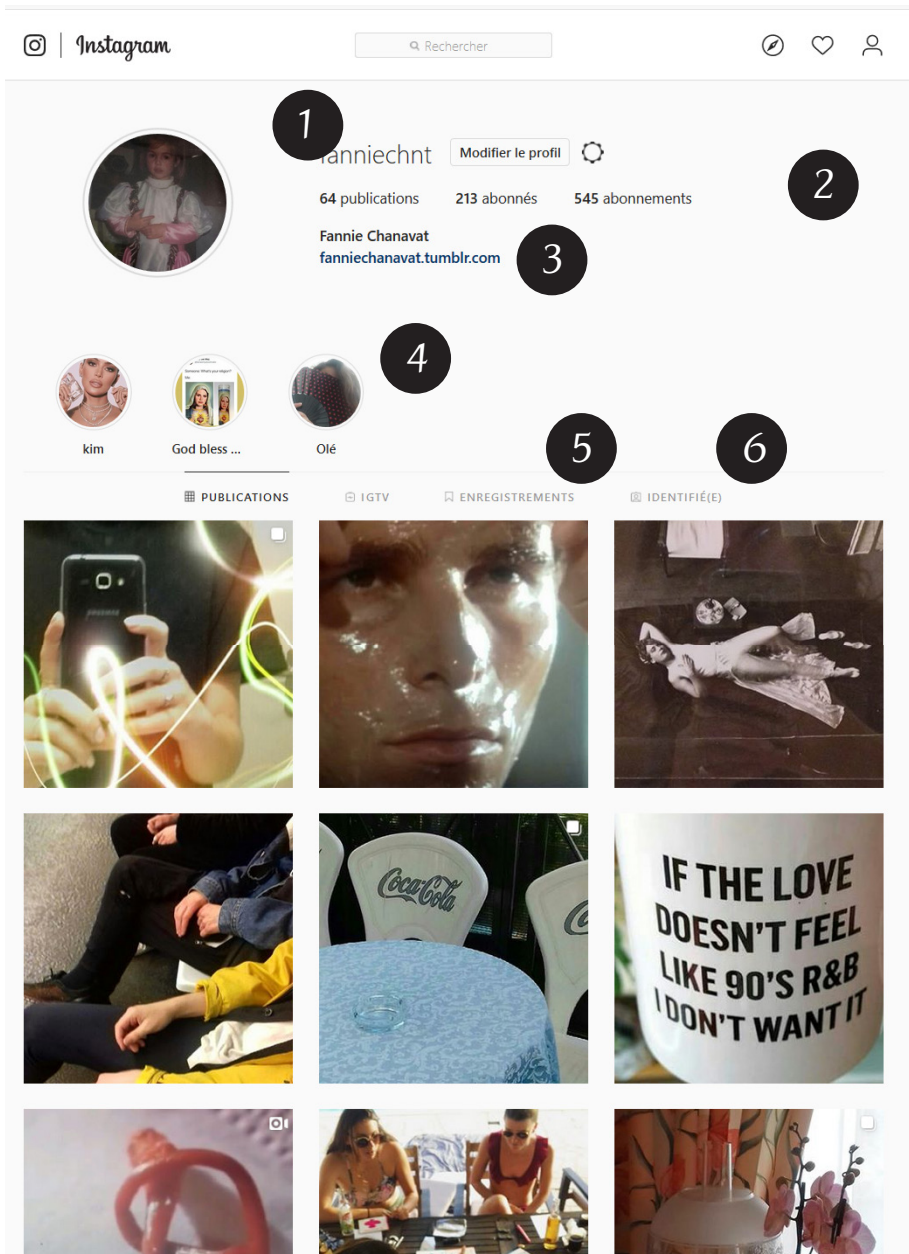 Instagram
Rechercher
1
fanniechnt Modifier le profil
2
64 publications 213 abonnés 545 abonnements
Fannie Chanavat
fanniechanavat.tumblr.com
3
4
kim God bless ... Olé
5 6
PUBLICATIONS IGTV ENREGISTREMENTS IDENTIFIÉ(E)
SAMSUNG
Coca-Cola
IF THE LOVE
DOESN'T FEEL
LIKE 90'S R&B
I DON'T WANT IT